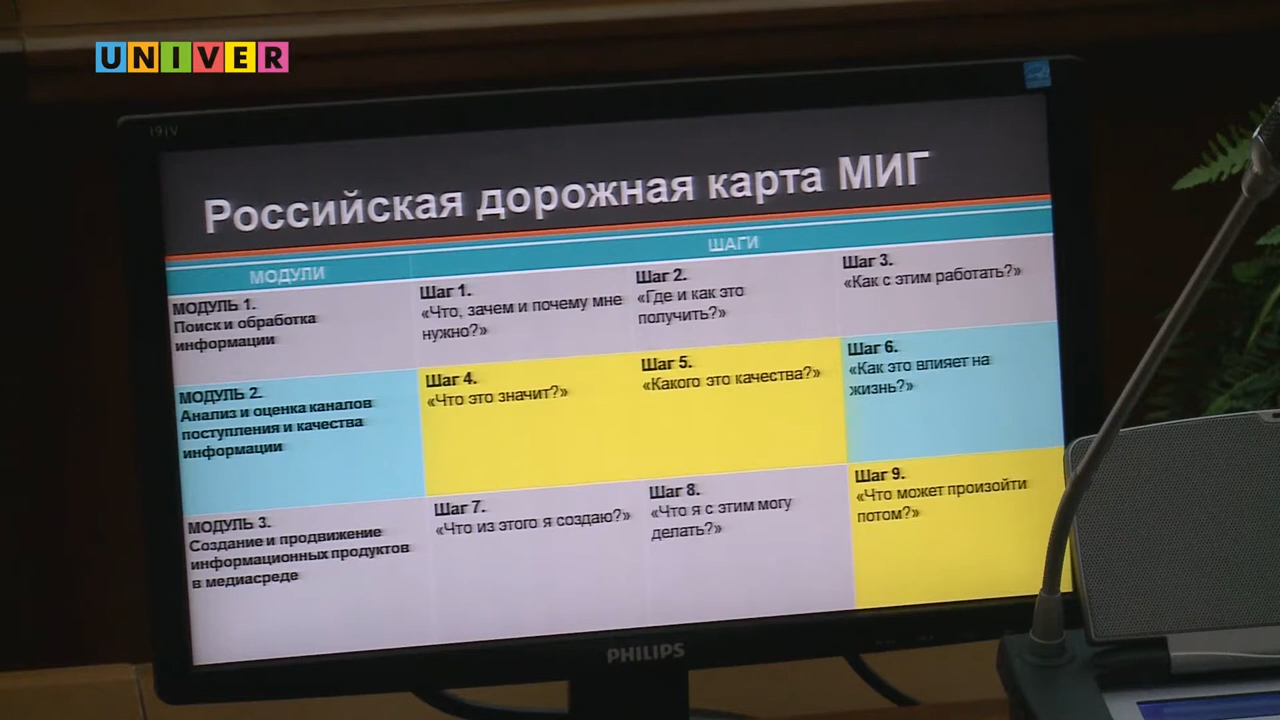 UNIVER
191V
Российская дорожная карта МИГ
МОДУЛИ
ШАГИ
МОДУЛЬ 1.
Поиск и обработка
информации
Шаг 1.
«Что, зачем и почему мне
нужно?»
Шаг 2.
«Где и как это
получить?»
Шаг 3.
«Как с этим работать?»
МОДУЛЬ 2.
Анализ и оценка каналов
поступления и качества
информации
Шаг 4.
«Что это значит?»
Шаг 5.
«Какого это качества?»
Шаг 6.
«Как это влияет на
жизнь?»
МОДУЛЬ 3.
Создание и продвижение
информационных продуктов
в медиасреде
Шаг 7.
«Что из этого я создаю?»
Шаг 8.
«Что я с этим могу
делать?»
Шаг 9.
«Что может произойти
потом?»
PHILIPS